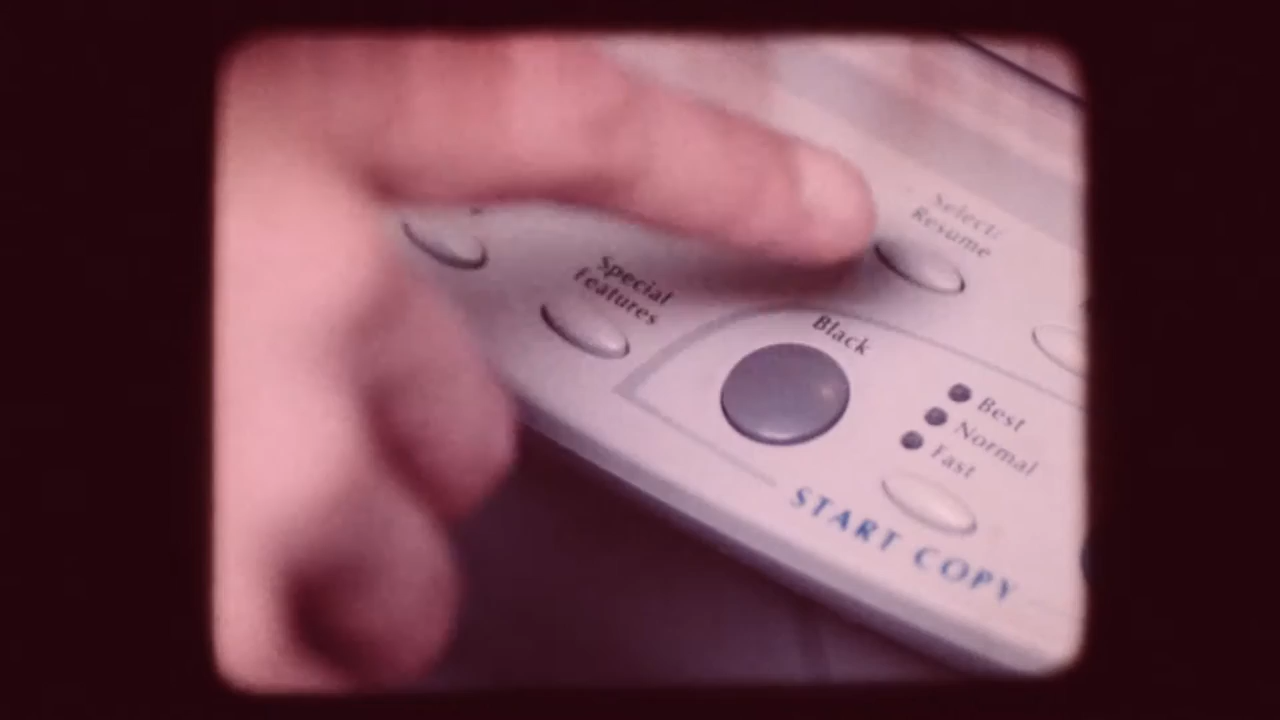 Select/
Resume
Special
Features
Black
Best
Normal
Fast
START COPY